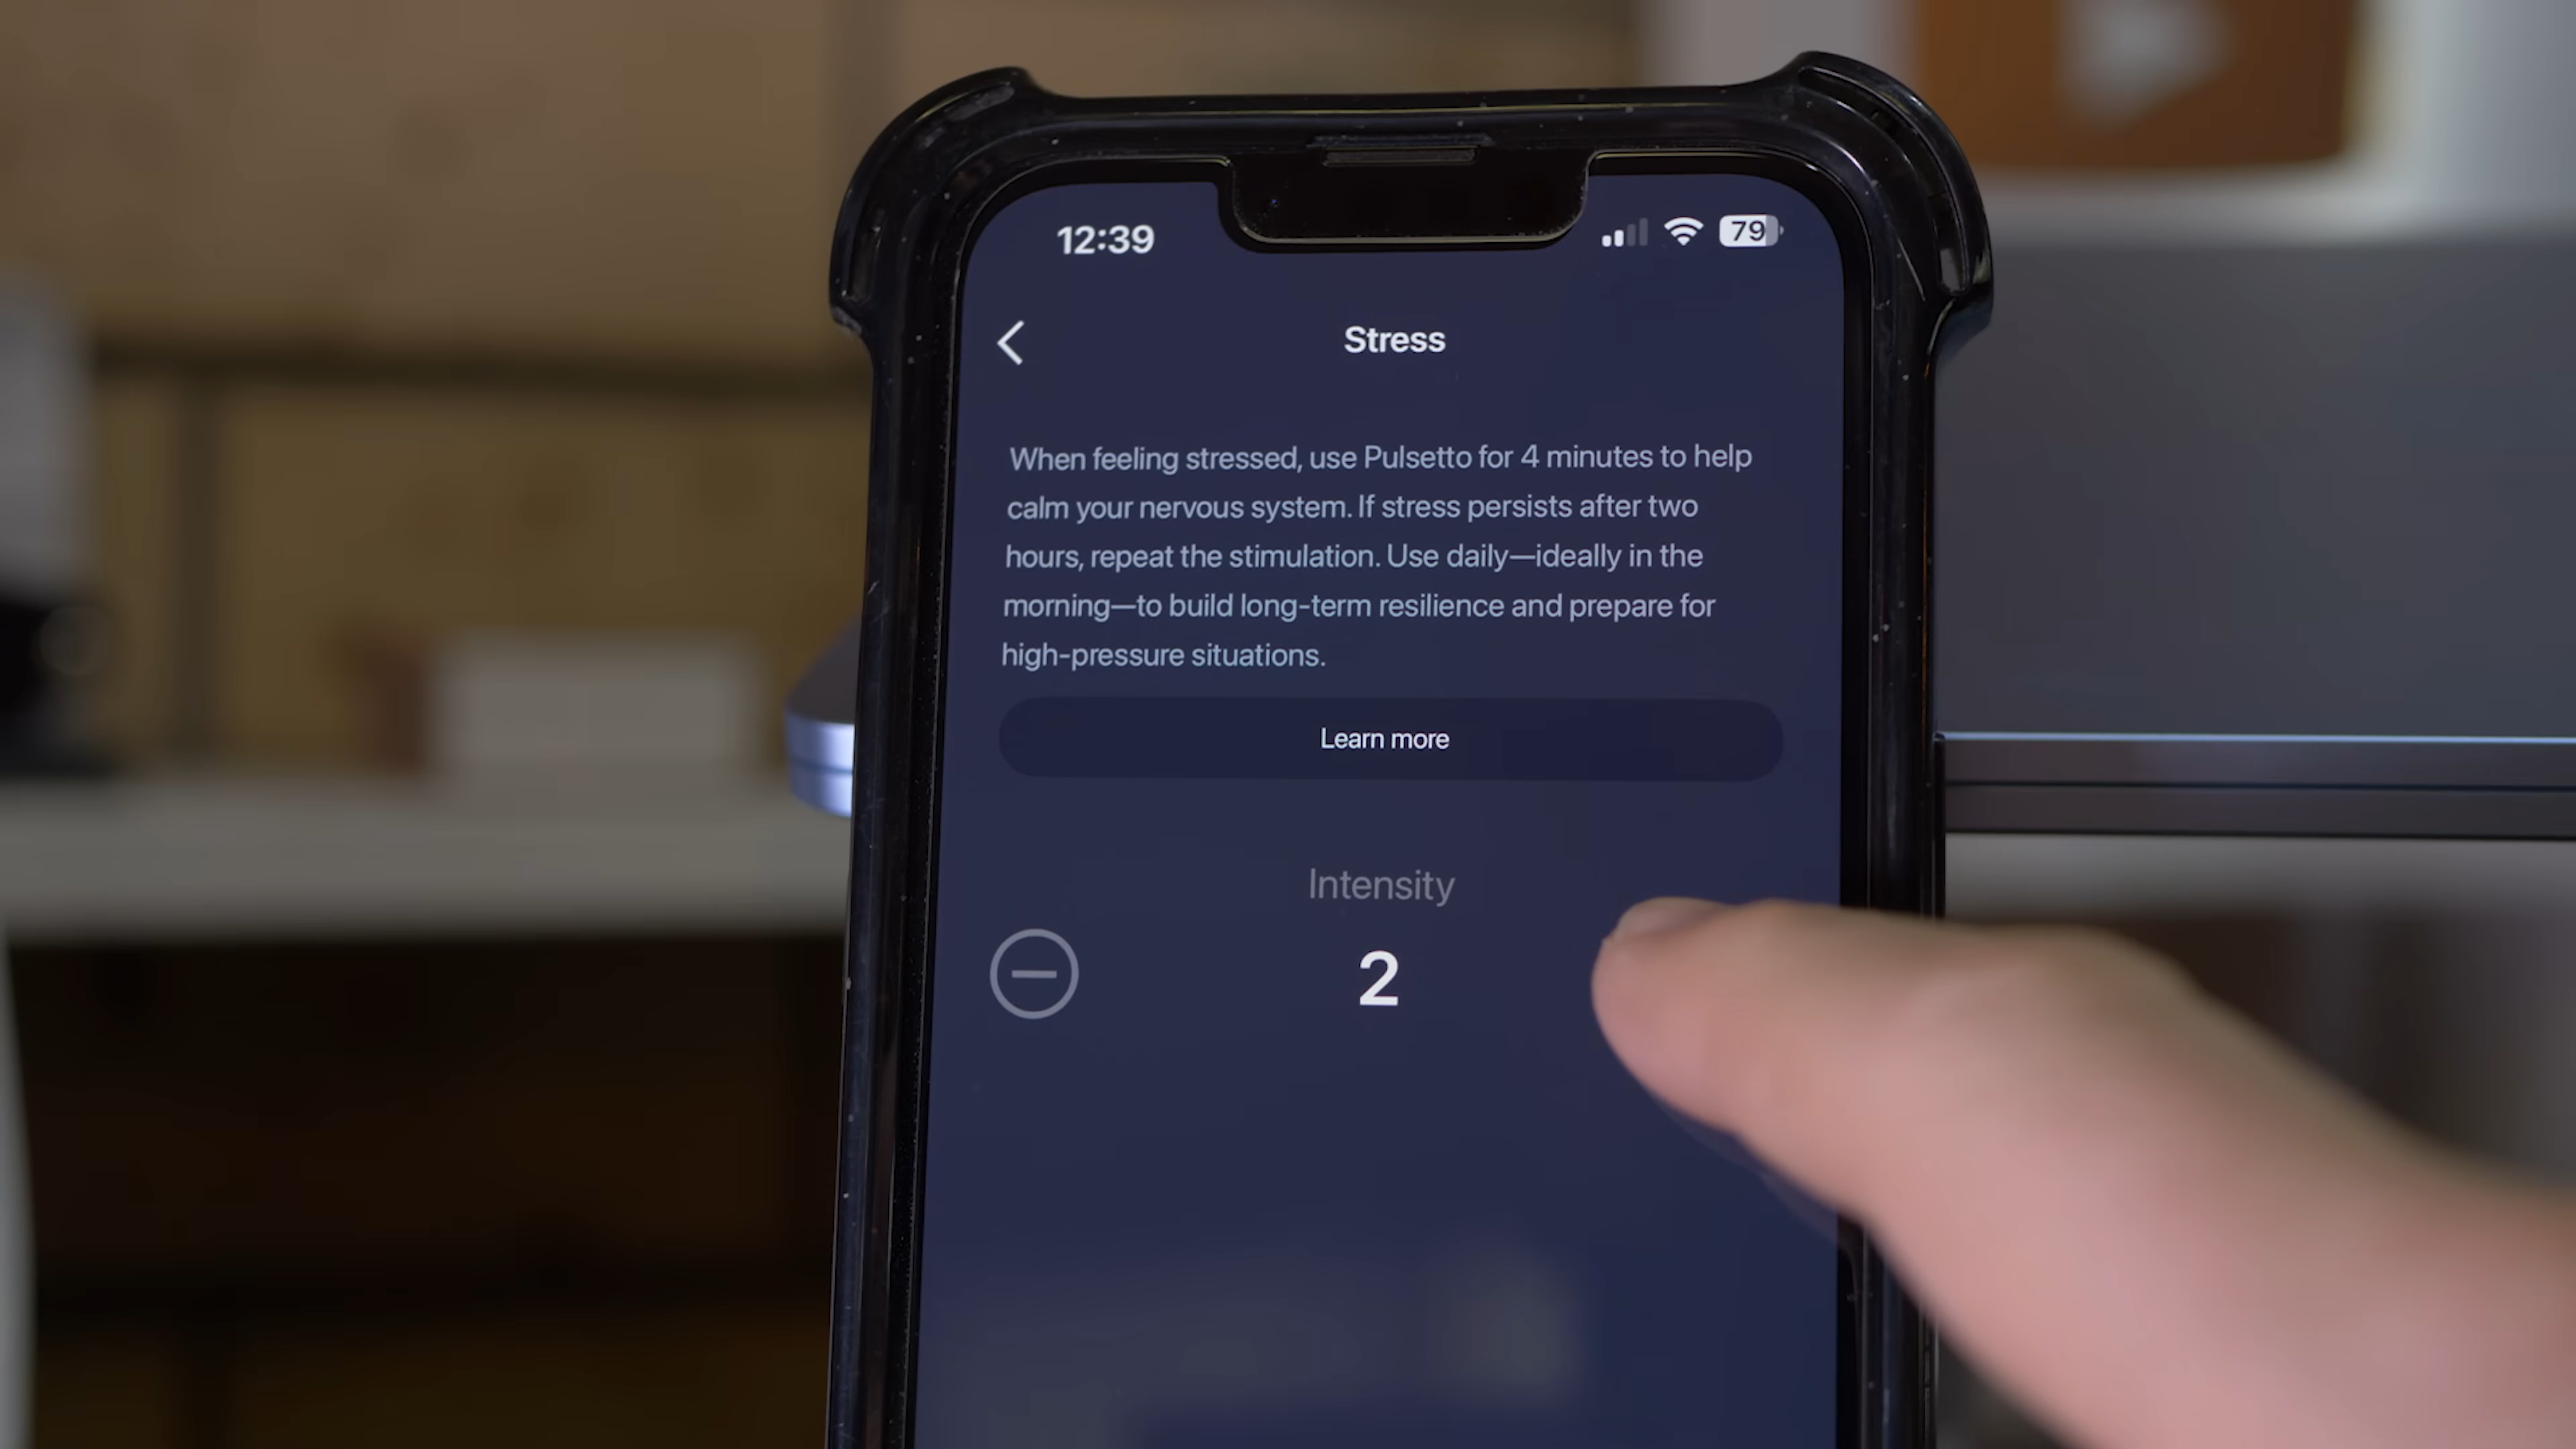 12:39
79
Stress
When feeling stressed, use Pulsetto for 4 minutes to help
calm your nervous system. If stress persists after two
hours, repeat the stimulation. Use daily—ideally in the
morning—to build long-term resilience and prepare for
high-pressure situations.
Learn more
Intensity
2